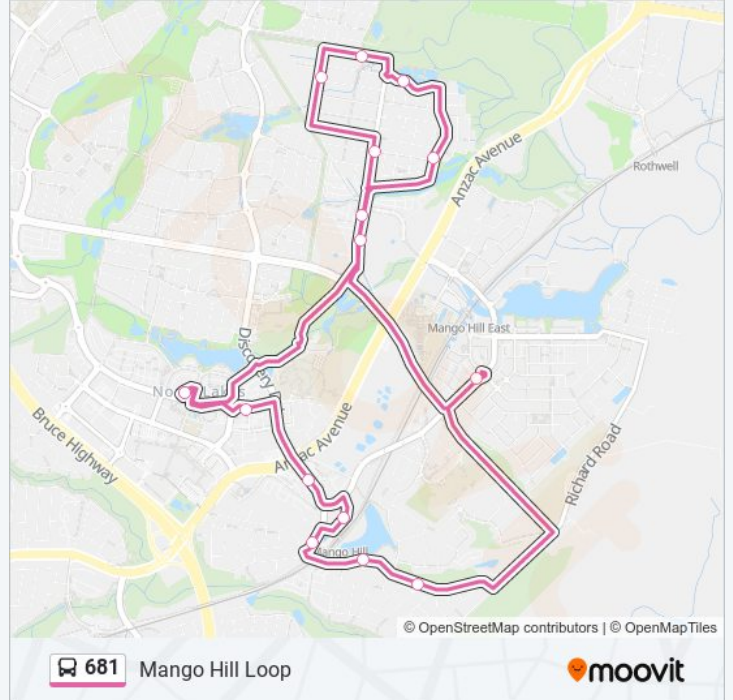 Anzac Avenue
Rothwell
Mango Hill East
Discovery D
North Lakes
Anzac Avenue
Bruce Highway
Richard Road
Mango Hill
© OpenStreetMap contributors | © OpenMapTiles
681 Mango Hill Loop
moovit